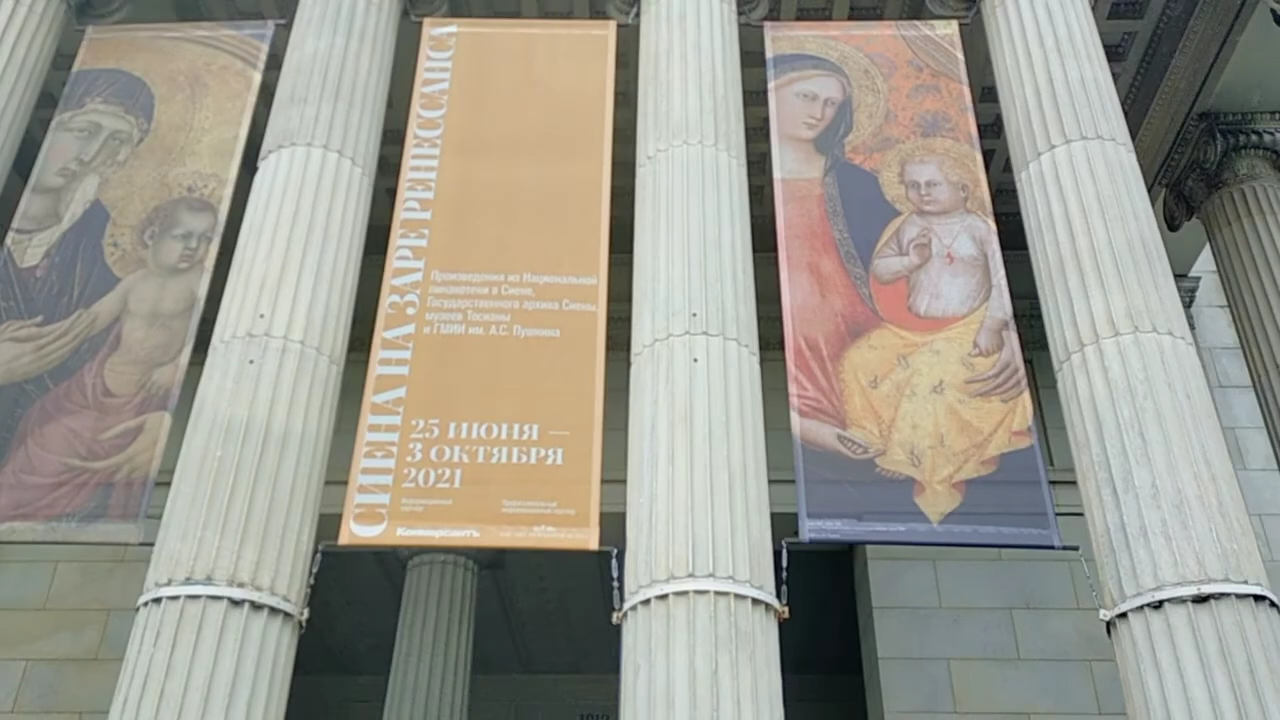 СИЕНА НА ЗАРЕ РЕНЕССАНСА
Произведения из Национальной
пинакотеки в Сиене,
Государственного архива Сиены,
музеев Тосканы
и ГМИИ им. А.С. Пушкина
25 ИЮНЯ —
3 ОКТЯБРЯ
2021
Коммерсантъ